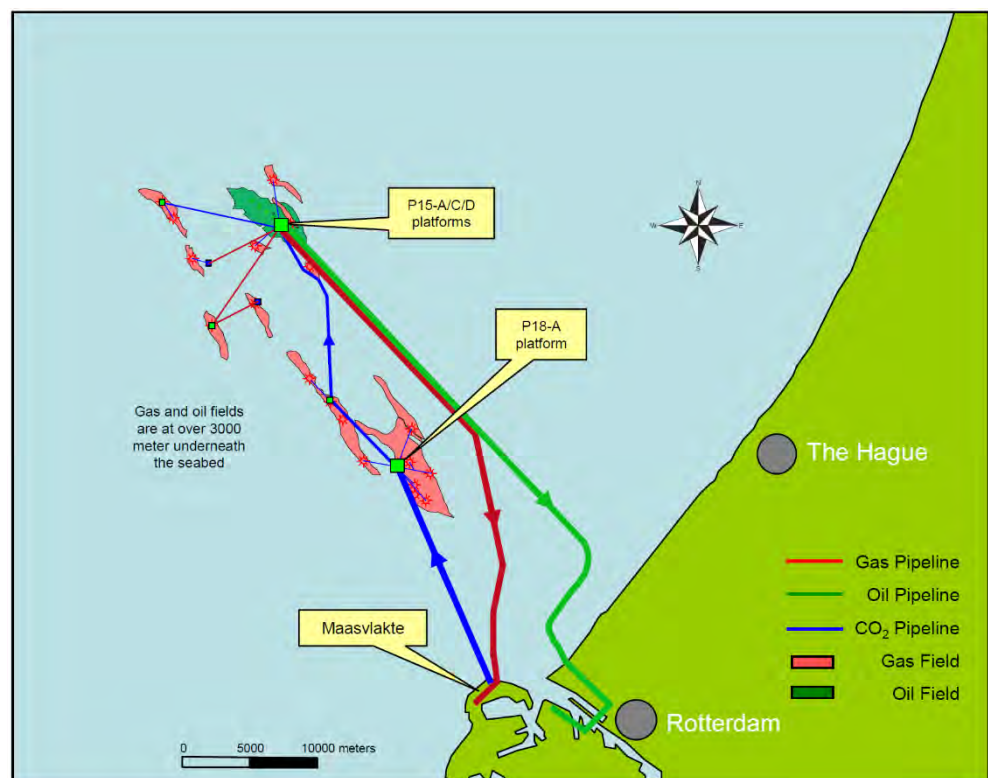 P15-A/C/D
platforms
N
W
E
S
P18-A
platform
Gas and oil fields
are at over 3000
meter underneath
the seabed
The Hague
Gas Pipeline
Oil Pipeline
CO₂ Pipeline
Gas Field
Oil Field
Maasvlakte
Rotterdam
0 5000 10000 meters